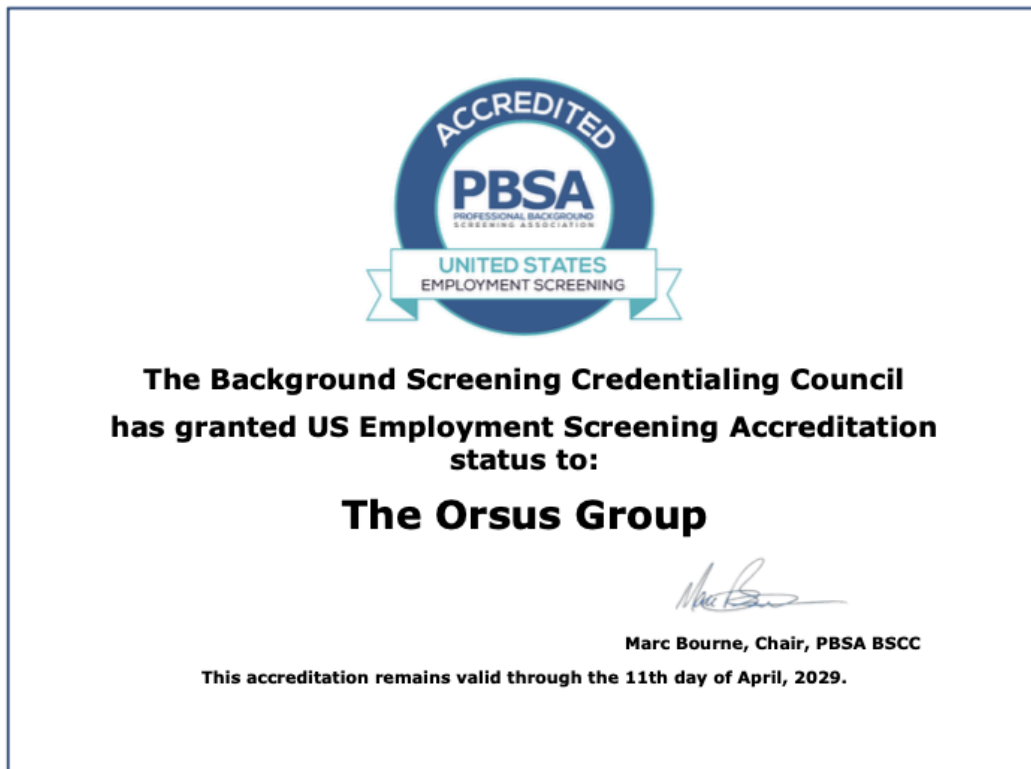 ACCREDITED
PBSA
PROFESSIONAL BACKGROUND
SCREENING ASSOCIATION
UNITED STATES
EMPLOYMENT SCREENING
The Background Screening Credentialing Council
has granted US Employment Screening Accreditation
status to:
The Orsus Group
Marc Bourne, Chair, PBSA BSCC
This accreditation remains valid through the 11th day of April, 2029.